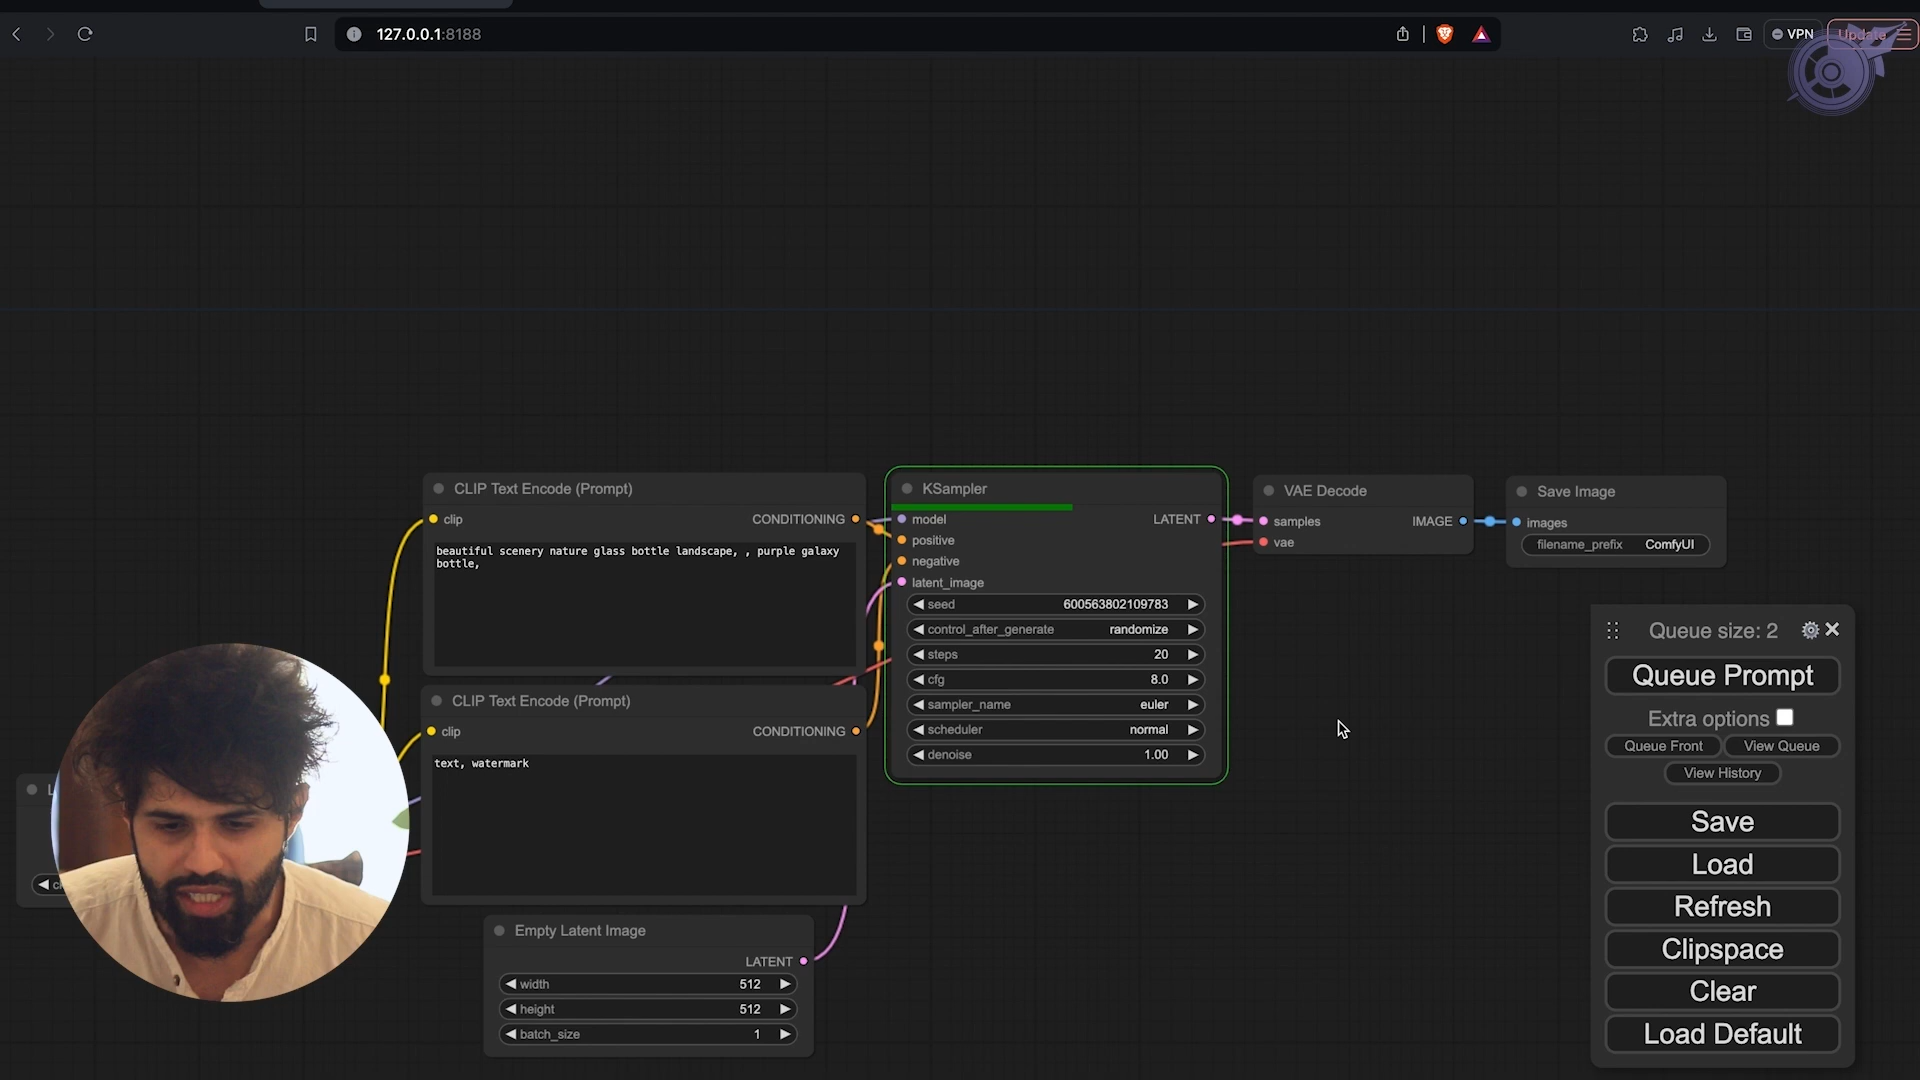 127.0.0.1:8188
VPN
Update
CLIP Text Encode (Prompt)
clip
CONDITIONING
beautiful scenery nature glass bottle landscape, , purple galaxy
bottle,
CLIP Text Encode (Prompt)
clip
CONDITIONING
text, watermark
Empty Latent Image
LATENT
width 512
height 512
batch_size 1
KSampler
model LATENT
positive
negative
latent_image
seed 600563802109783
control_after_generate randomize
steps 20
cfg 8.0
sampler_name euler
scheduler normal
denoise 1.00
VAE Decode
samples IMAGE
vae
Save Image
images
filename_prefix ComfyUI
Queue size: 2
Queue Prompt
Extra options
Queue Front View Queue
View History
Save
Load
Refresh
Clipspace
Clear
Load Default